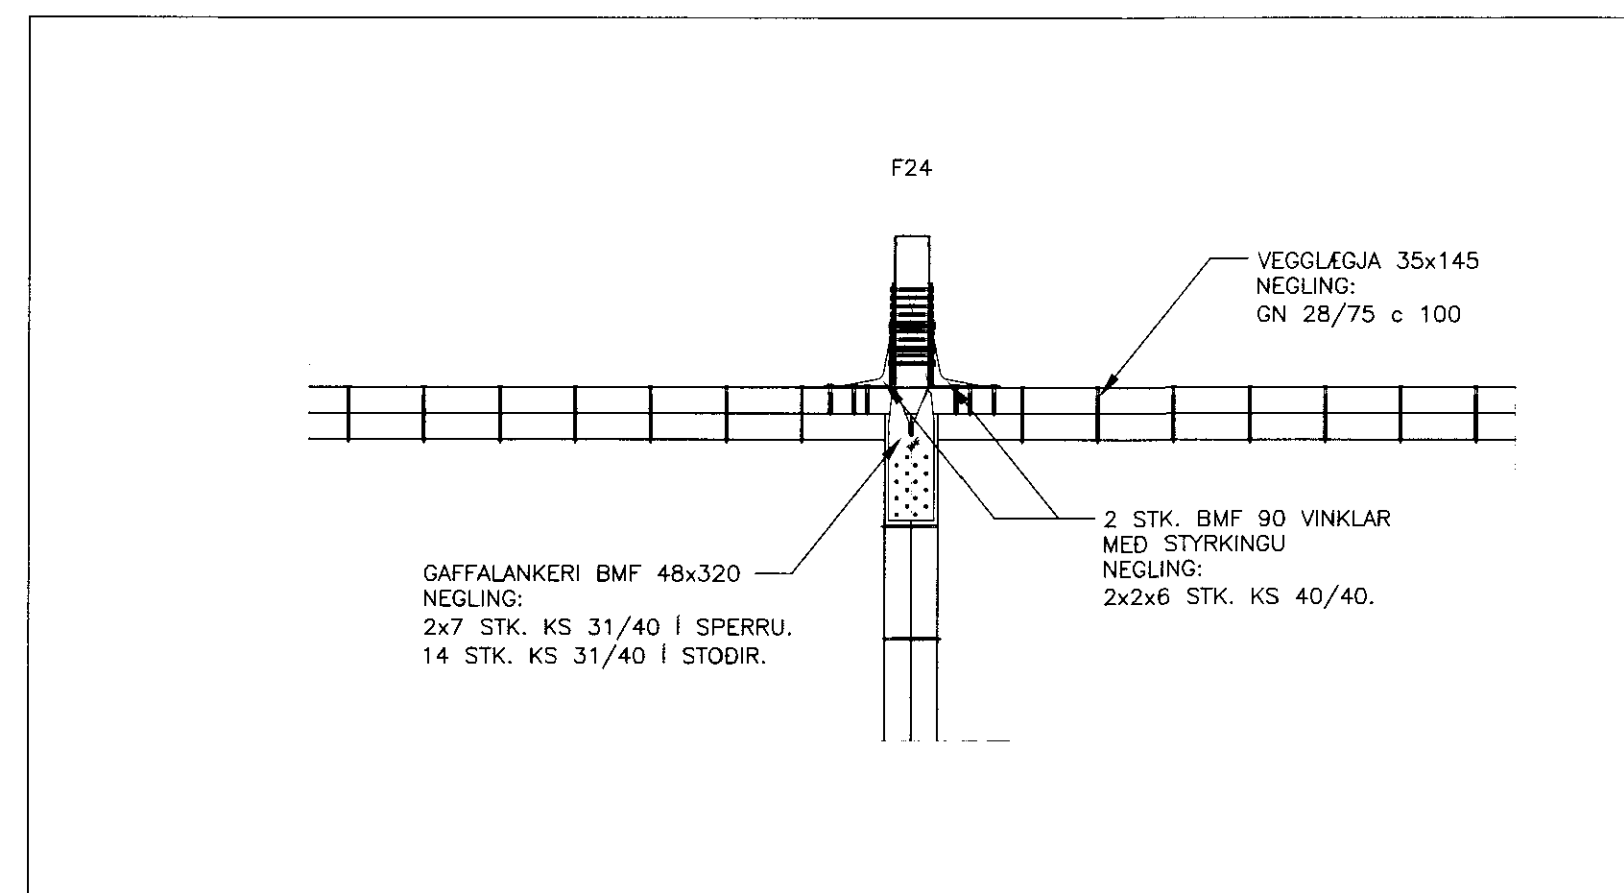 F24
VEGGLÆGJA 35x145
NEGLING:
GN 28/75 c 100
GAFFALANKERI BMF 48x320
NEGLING:
2x7 STK. KS 31/40 Í SPERRU.
14 STK. KS 31/40 Í STOÐIR.
2 STK. BMF 90 VINKLAR
MEÐ STYRKINGU
NEGLING:
2x2x6 STK. KS 40/40.